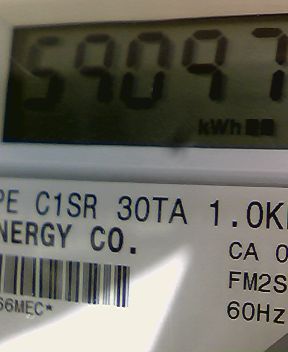 59097
kWh
PE C1SR 30TA 1.0K
NERGY CO.
CA 0
FM2S
66MEC*
60Hz